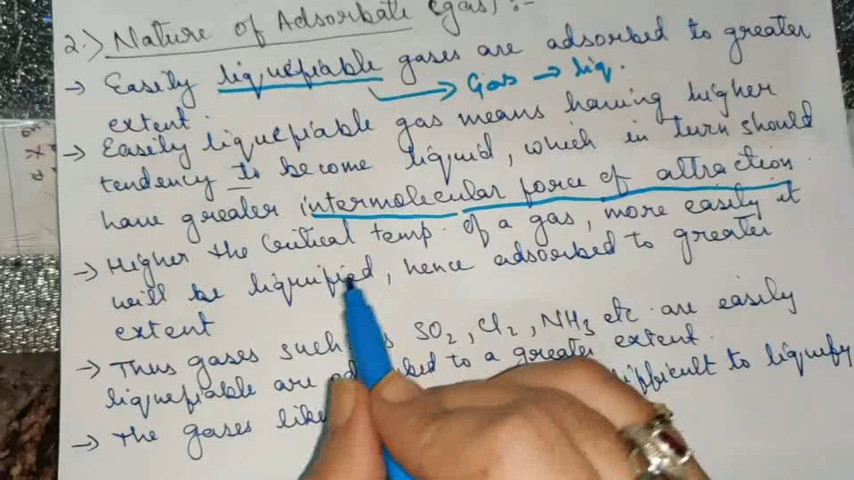 2.) Nature of Adsorbate (gas) :-
→ Easily liquefiable gases are adsorbed to greater
extent.
→ Gas → liq.
→ Easily liquefiable gas means having higher
tendency to become liquid, which in turn should
have greater intermolecular force of attraction.
→ Higher the Critical temp. of a gas, more easily it
will be liquified, hence adsorbed to greater
extent
→ Thus gases such SO2, Cl2, NH3 etc. are easily
liquefiable are to a greater extent.
→ The gases difficult to liquefy